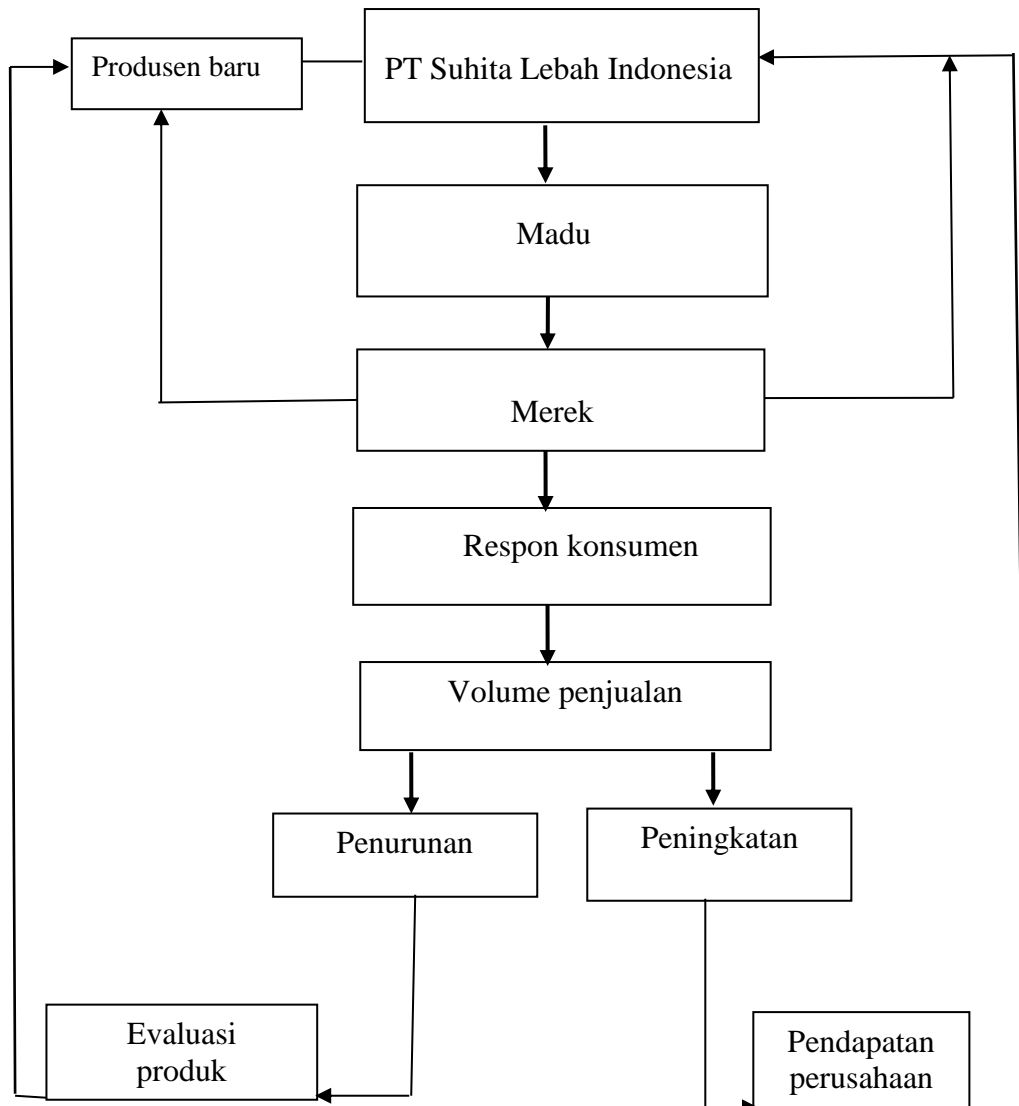 Produsen baru
PT Suhita Lebah Indonesia
Madu
Merek
Respon konsumen
Volume penjualan
Penurunan
Peningkatan
Evaluasi
produk
Pendapatan
perusahaan